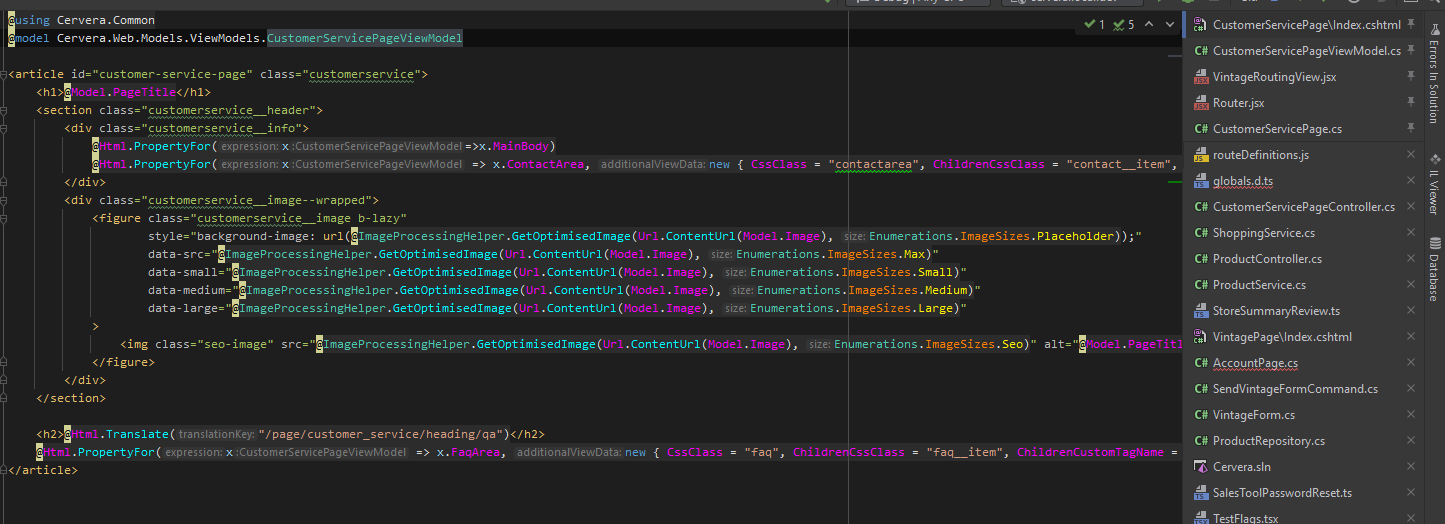 @using Cervera.Common
@model Cervera.Web.Models.ViewModels.CustomerServicePageViewModel
<article id="customer-service-page" class="customerservice">
<h1>@Model.PageTitle</h1>
<section class="customerservice__header">
<div class="customerservice__info">
@Html.PropertyFor(expression: x :CustomerServicePageViewModel =>x.MainBody)
@Html.PropertyFor(expression: x :CustomerServicePageViewModel => x.ContactArea, additionalViewData: new { CssClass = "contactarea", ChildrenCssClass = "contact__item",
</div>
<div class="customerservice__image--wrapped">
<figure class="customerservice__image b-lazy"
style="background-image: url(@ImageProcessingHelper.GetOptimisedImage(Url.ContentUrl(Model.Image), size: Enumerations.ImageSizes.Placeholder));"
data-src="@ImageProcessingHelper.GetOptimisedImage(Url.ContentUrl(Model.Image), size: Enumerations.ImageSizes.Max)"
data-small="@ImageProcessingHelper.GetOptimisedImage(Url.ContentUrl(Model.Image), size: Enumerations.ImageSizes.Small)"
data-medium="@ImageProcessingHelper.GetOptimisedImage(Url.ContentUrl(Model.Image), size: Enumerations.ImageSizes.Medium)"
data-large="@ImageProcessingHelper.GetOptimisedImage(Url.ContentUrl(Model.Image), size: Enumerations.ImageSizes.Large)"
>
<img class="seo-image" src="@ImageProcessingHelper.GetOptimisedImage(Url.ContentUrl(Model.Image), size: Enumerations.ImageSizes.Seo)" alt="@Model.PageTitl
</figure>
</div>
</section>
<h2>@Html.Translate(translationKey: "/page/customer_service/heading/qa")</h2>
@Html.PropertyFor(expression: x :CustomerServicePageViewModel => x.FaqArea, additionalViewData: new { CssClass = "faq", ChildrenCssClass = "faq__item", ChildrenCustomTagName =
</article>
1 5
CustomerServicePage\Index.cshtml
C# CustomerServicePageViewModel.cs
JSX VintageRoutingView.jsx
JSX Router.jsx
C# CustomerServicePage.cs
JS routeDefinitions.js
TS globals.d.ts
C# CustomerServicePageController.cs
C# ShoppingService.cs
C# ProductController.cs
C# ProductService.cs
TS StoreSummaryReview.ts
VintagePage\Index.cshtml
C# AccountPage.cs
C# SendVintageFormCommand.cs
C# VintageForm.cs
C# ProductRepository.cs
Cervera.sln
TS SalesToolPasswordReset.ts
TestFlags.tsx
Errors In Solution
IL Viewer
Database